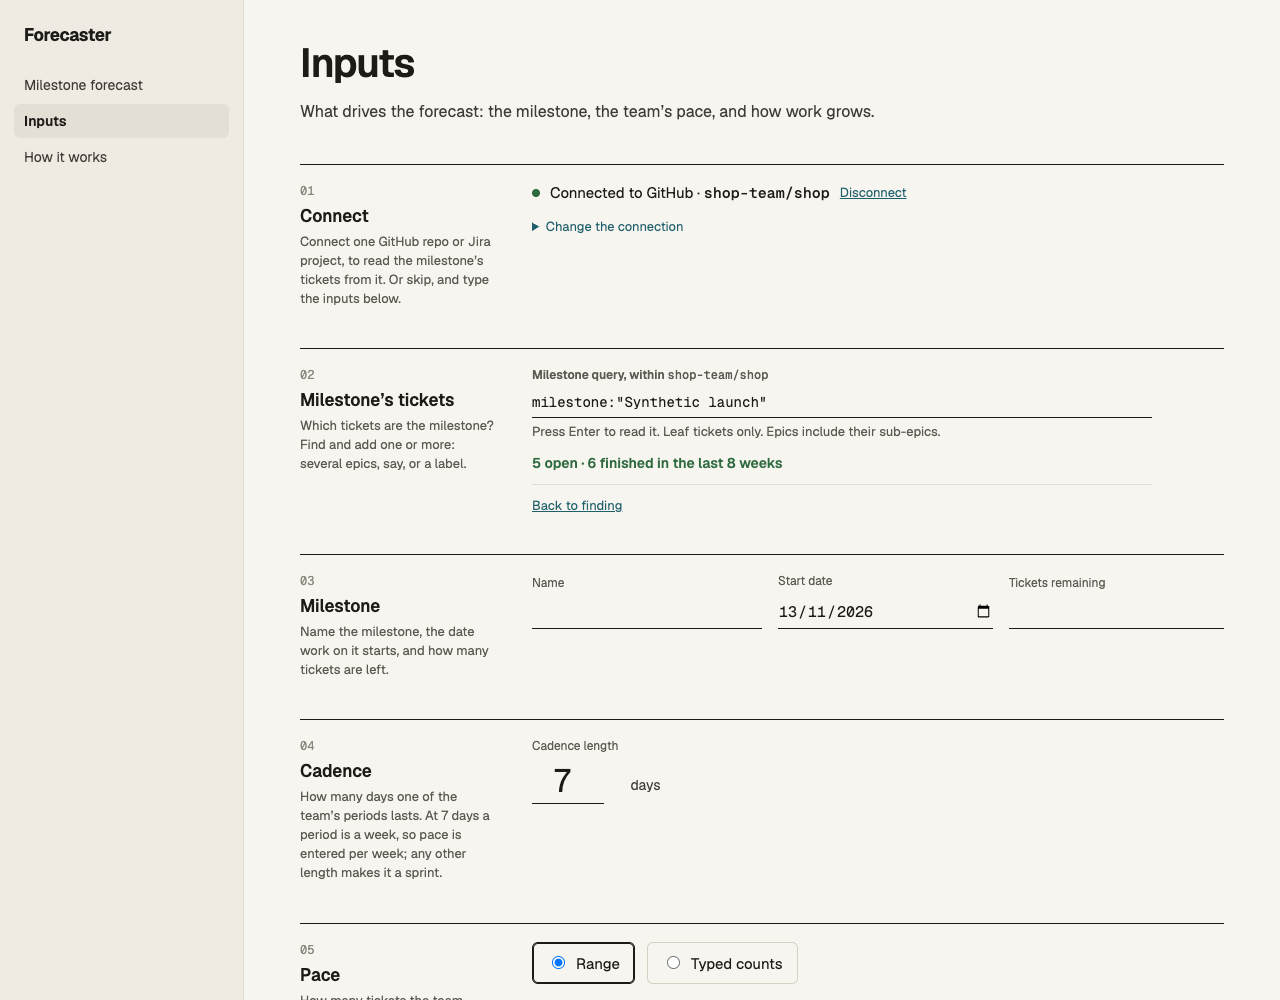 Forecaster
Milestone forecast
Inputs
How it works
Inputs
What drives the forecast: the milestone, the team’s pace, and how work grows.
01
Connect
Connect one GitHub repo or Jira
project, to read the milestone’s
tickets from it. Or skip, and type
the inputs below.
Connected to GitHub · shop-team/shop Disconnect
Change the connection
02
Milestone’s tickets
Which tickets are the milestone?
Find and add one or more:
several epics, say, or a label.
Milestone query, within shop-team/shop
milestone:"Synthetic launch"
Press Enter to read it. Leaf tickets only. Epics include their sub-epics.
5 open · 6 finished in the last 8 weeks
Back to finding
03
Milestone
Name the milestone, the date
work on it starts, and how many
tickets are left.
Name
Start date
13/11/2026
Tickets remaining
04
Cadence
How many days one of the
team’s periods lasts. At 7 days a
period is a week, so pace is
entered per week; any other
length makes it a sprint.
Cadence length
7 days
05
Pace
How many tickets the team
Range
Typed counts